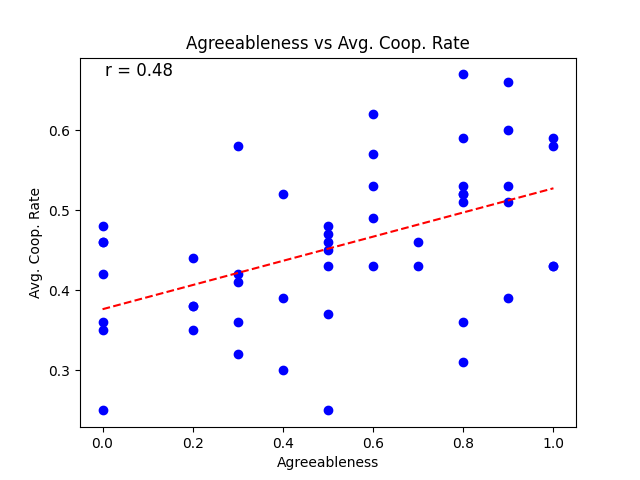 Agreeableness vs Avg. Coop. Rate
r = 0.48
Avg. Coop. Rate
0.6
0.5
0.4
0.3
0.0 0.2 0.4 0.6 0.8 1.0
Agreeableness